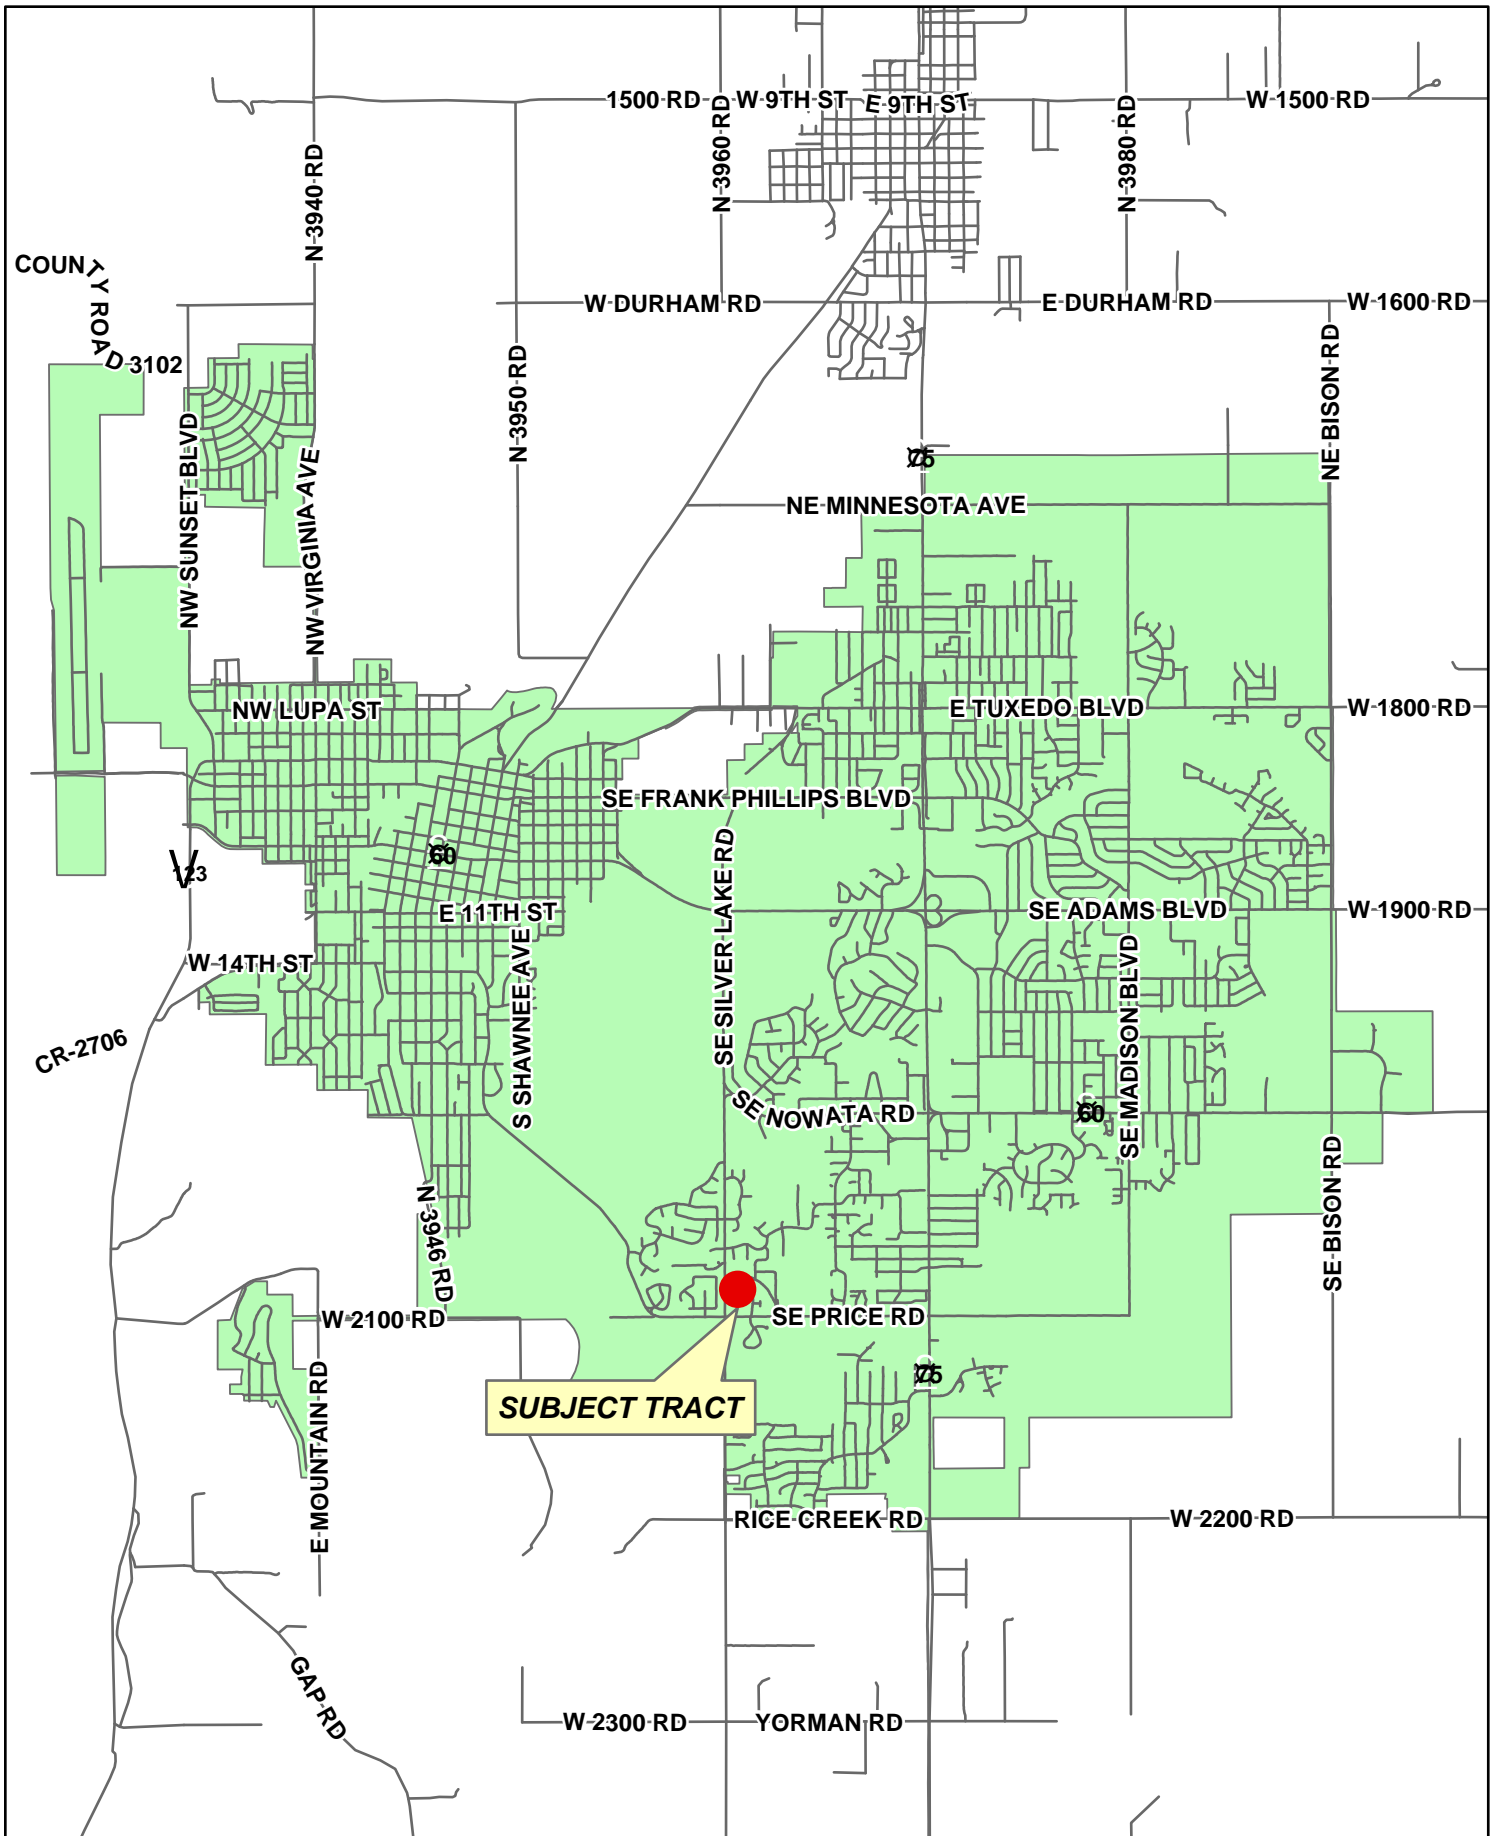 1500 RD
W 9TH ST
E 9TH ST
W 1500 RD
N 3940 RD
N 3960 RD
N 3980 RD
COUNTY ROAD 3102
W DURHAM RD
E DURHAM RD
W 1600 RD
N 3950 RD
NE BISON RD
NW SUNSET BLVD
NW VIRGINIA AVE
75
NE MINNESOTA AVE
NW LUPA ST
E TUXEDO BLVD
W 1800 RD
SE FRANK PHILLIPS BLVD
60
123
SE SILVER LAKE RD
E 11TH ST
SE ADAMS BLVD
W 1900 RD
W 14TH ST
S SHAWNEE AVE
SE MADISON BLVD
CR-2706
SE NOWATA RD
60
N 3946 RD
SE BISON RD
W 2100 RD
SE PRICE RD
75
E MOUNTAIN RD
SUBJECT TRACT
RICE CREEK RD
W 2200 RD
GAP RD
W 2300 RD
YORMAN RD